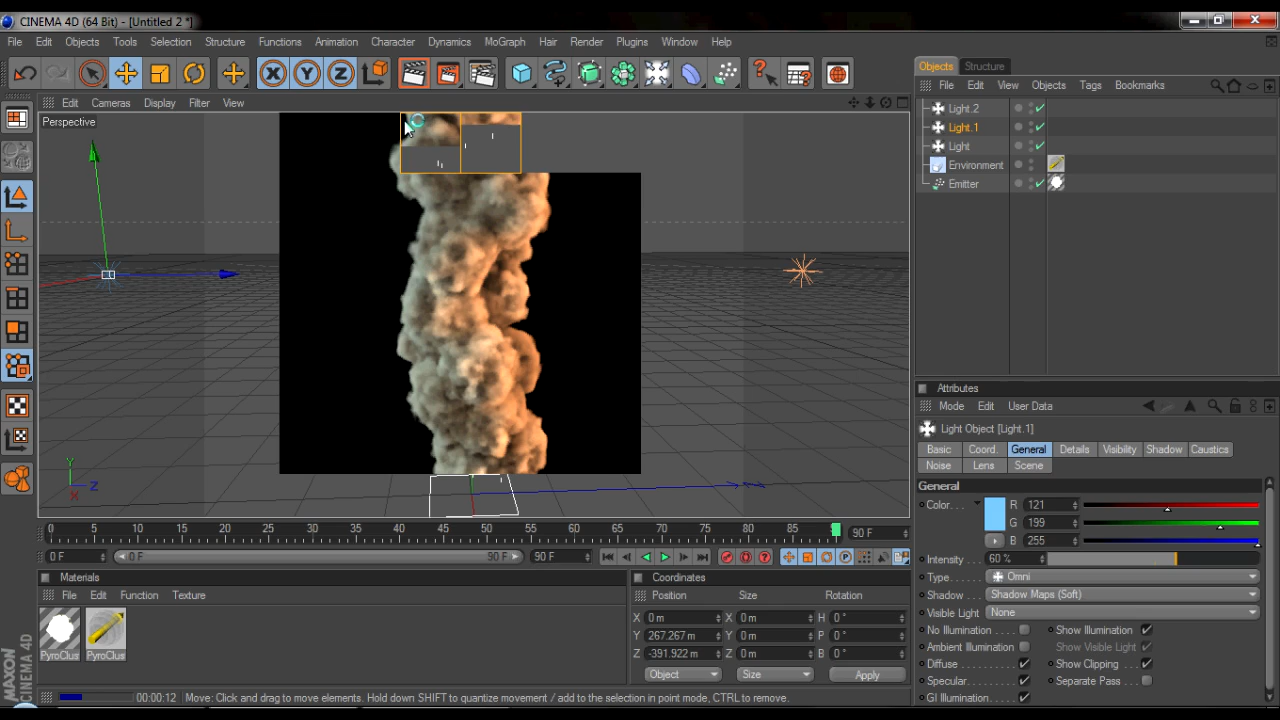 CINEMA 4D (64 Bit) - [Untitled 2 *]
File Edit Objects Tools Selection Structure Functions Animation Character Dynamics MoGraph Hair Render Plugins Window Help
Objects Structure
Edit Cameras Display Filter View
File Edit View Objects Tags Bookmarks
Perspective
Light.2
Light.1
Light
Environment
Emitter
Attributes
Mode Edit User Data
Light Object [Light.1]
Basic Coord. General Details Visibility Shadow Caustics
Noise Lens Scene
General
Color. . . R 121
G 199
B 255
Intensity 60 %
Type. . . . . . Omni
Shadow. . . . Shadow Maps (Soft)
Visible Light None
No Illumination . . . . Show Illumination
Ambient Illumination Show Visible Light
Diffuse . . . . . . . . Show Clipping . . .
Specular. . . . . . . . Separate Pass . .
GI Illumination. . . .
Y
Z
X
0 5 10 15 20 25 30 35 40 45 50 55 60 65 70 75 80 85 90 F
0 F 0 F 90 F 90 F
Materials
File Edit Function Texture
PyroClus PyroClus
Coordinates
Position Size Rotation
X 0 m X 0 m H 0 °
Y 267.267 m Y 0 m P 0 °
Z -391.922 m Z 0 m B 0 °
Object Size Apply
MAXON
CINEMA 4D
00:00:12 Move: Click and drag to move elements. Hold down SHIFT to quantize movement / add to the selection in point mode, CTRL to remove.